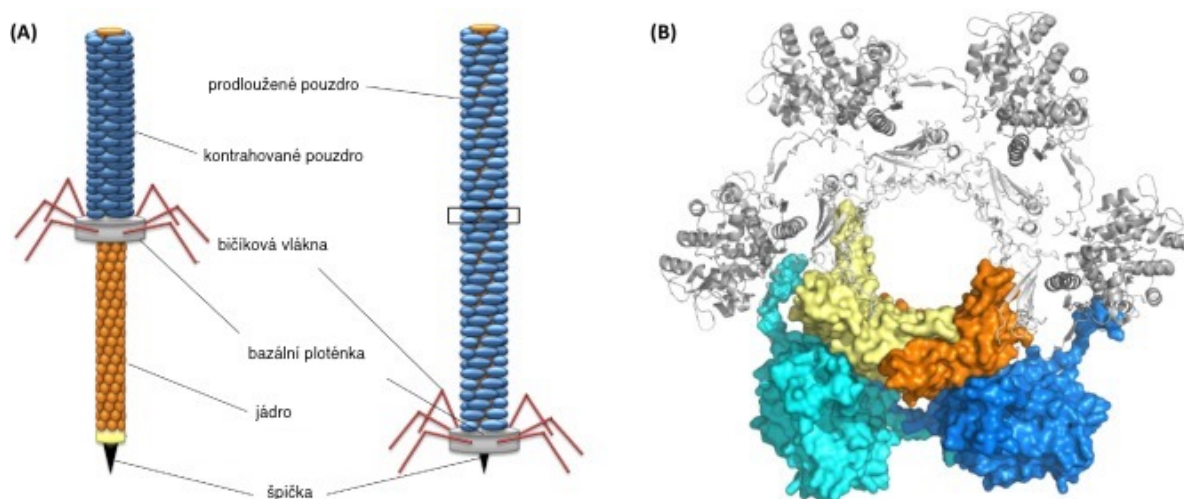 (A)
prodloužené pouzdro
kontrahované pouzdro
bičíková vlákna
bazální ploténka
jádro
špička
(B)